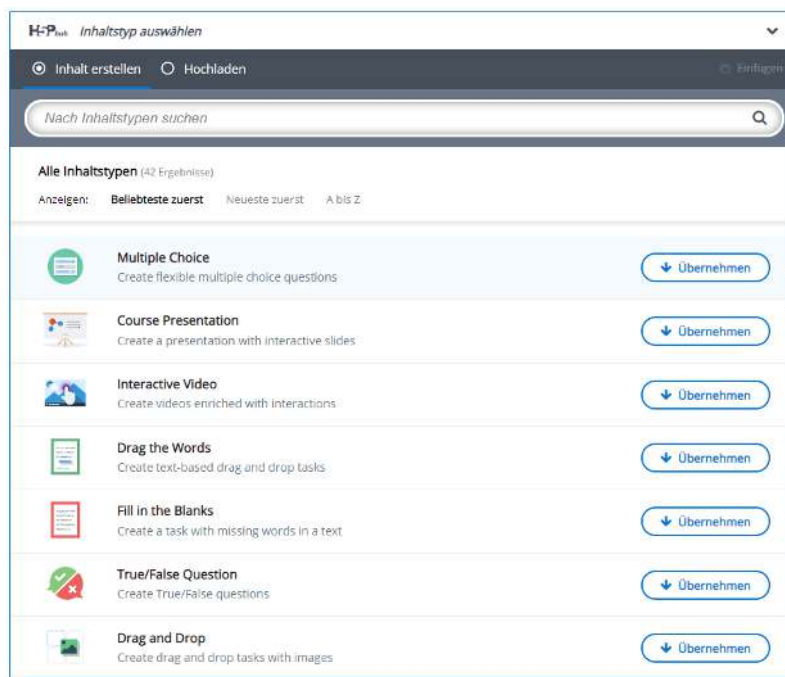 H5P hub Inhaltstyp auswählen
Inhalt erstellen Hochladen Einfügen
Nach Inhaltstypen suchen
Alle Inhaltstypen (42 Ergebnisse)
Anzeigen: Beliebteste zuerst Neueste zuerst A bis Z
Multiple Choice
Create flexible multiple choice questions
Übernehmen
Course Presentation
Create a presentation with interactive slides
Übernehmen
Interactive Video
Create videos enriched with interactions
Übernehmen
Drag the Words
Create text-based drag and drop tasks
Übernehmen
Fill in the Blanks
Create a task with missing words in a text
Übernehmen
True/False Question
Create True/False questions
Übernehmen
Drag and Drop
Create drag and drop tasks with images
Übernehmen